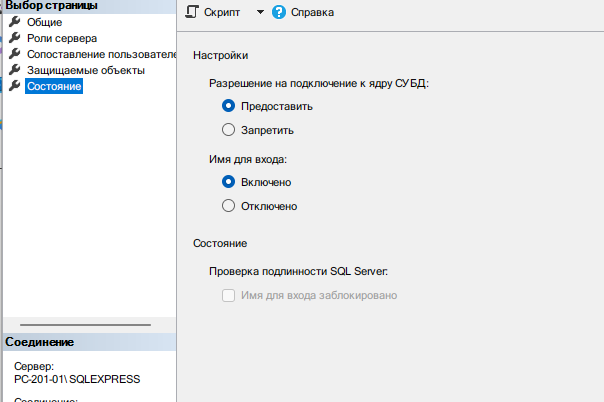 Выбор страницы
Общие
Роли сервера
Сопоставление пользователе
Защищаемые объекты
Состояние
Скрипт
Справка
Настройки
Разрешение на подключение к ядру СУБД:
Предоставить
Запретить
Имя для входа:
Включено
Отключено
Состояние
Проверка подлинности SQL Server:
Имя для входа заблокировано
Соединение
Сервер:
PC-201-01\SQLEXPRESS
Соединение: